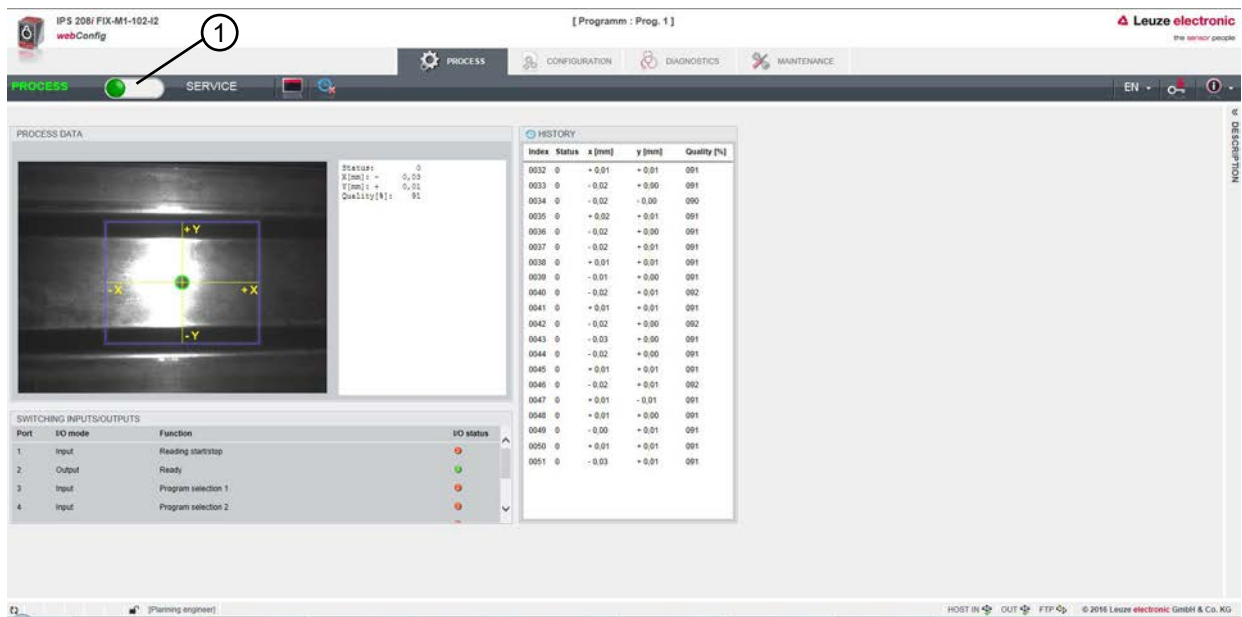 IPS 208i FIX-M1-102-I2
webConfig
1
[ Programm : Prog. 1 ]
Leuze electronic
the sensor people
PROCESS
CONFIGURATION
DIAGNOSTICS
MAINTENANCE
PROCESS
SERVICE
EN
« DESCRIPTION
PROCESS DATA
Status: 0
X[mm]: - 0,03
Y[mm]: + 0,01
Quality[%]: 91
+Y
-X
+X
-Y
HISTORY
Index Status x [mm] y [mm] Quality [%]
0032 0 + 0,01 + 0,01 091
0033 0 - 0,02 + 0,00 091
0034 0 - 0,02 - 0,00 090
0035 0 + 0,02 + 0,01 091
0036 0 - 0,02 + 0,00 091
0037 0 - 0,02 + 0,01 091
0038 0 + 0,01 + 0,01 091
0039 0 - 0,01 + 0,00 091
0040 0 - 0,02 + 0,01 092
0041 0 + 0,01 + 0,01 091
0042 0 - 0,02 + 0,00 092
0043 0 - 0,03 + 0,00 091
0044 0 - 0,02 + 0,00 091
0045 0 + 0,01 + 0,01 091
0046 0 - 0,02 + 0,01 092
0047 0 + 0,01 - 0,01 091
0048 0 + 0,01 + 0,00 091
0049 0 - 0,00 + 0,01 091
0050 0 + 0,01 + 0,01 091
0051 0 - 0,03 + 0,01 091
SWITCHING INPUTS/OUTPUTS
Port I/O mode Function I/O status
1 Input Reading start/stop
2 Output Ready
3 Input Program selection 1
4 Input Program selection 2
[Planning engineer]
HOST IN OUT FTP © 2016 Leuze electronic GmbH & Co. KG